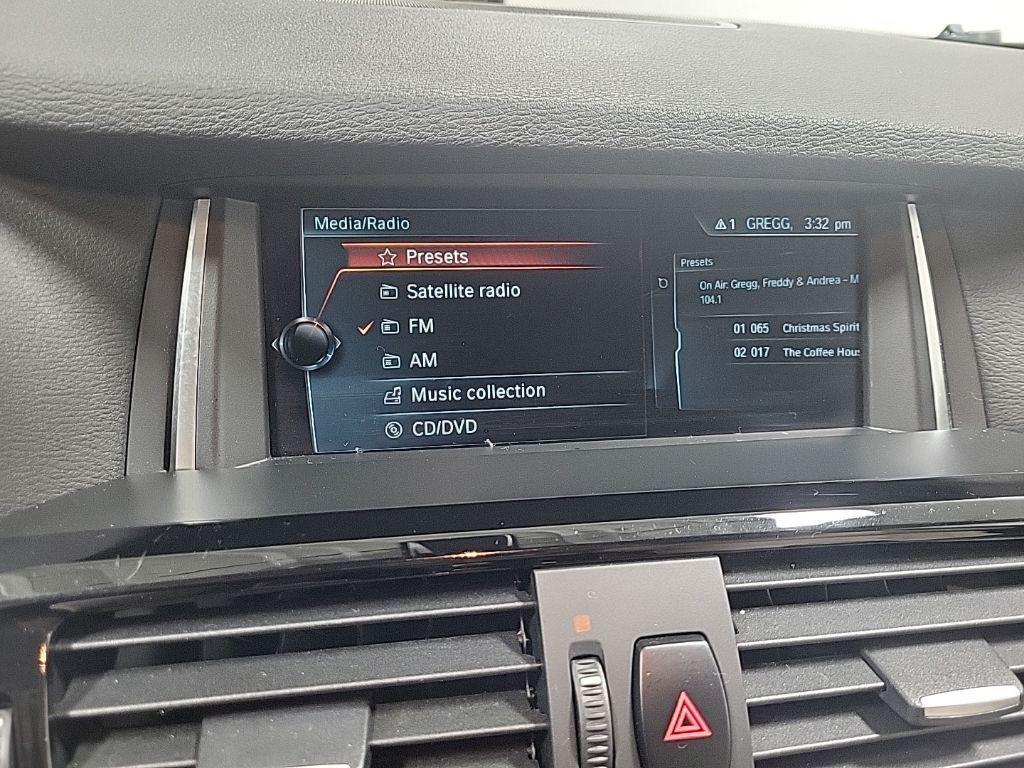 Media/Radio
1 GREGG, 3:32 pm
Presets
Satellite radio
FM
AM
Music collection
CD/DVD
Presets
On Air: Gregg, Freddy & Andrea - M
104.1
01 065 Christmas Spirit
02 017 The Coffee Hou